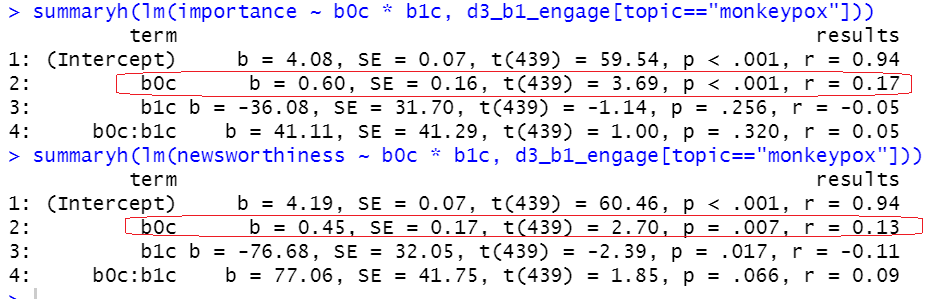 > summaryh(lm(importance ~ b0c * b1c, d3_b1_engage[topic=="monkeypox"]))
term results
1: (Intercept) b = 4.08, SE = 0.07, t(439) = 59.54, p < .001, r = 0.94
2: b0c b = 0.60, SE = 0.16, t(439) = 3.69, p < .001, r = 0.17
3: b1c b = -36.08, SE = 31.70, t(439) = -1.14, p = .256, r = -0.05
4: b0c:b1c b = 41.11, SE = 41.29, t(439) = 1.00, p = .320, r = 0.05
> summaryh(lm(newsworthiness ~ b0c * b1c, d3_b1_engage[topic=="monkeypox"]))
term results
1: (Intercept) b = 4.19, SE = 0.07, t(439) = 60.46, p < .001, r = 0.94
2: b0c b = 0.45, SE = 0.17, t(439) = 2.70, p = .007, r = 0.13
3: b1c b = -76.68, SE = 32.05, t(439) = -2.39, p = .017, r = -0.11
4: b0c:b1c b = 77.06, SE = 41.75, t(439) = 1.85, p = .066, r = 0.09
>